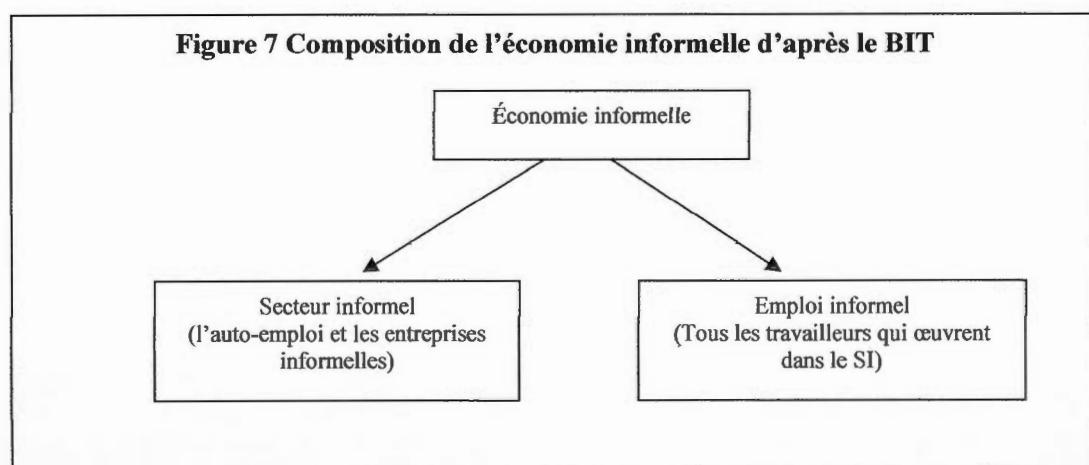 Figure 7 Composition de l'économie informelle d'après le BIT
Économie informelle
Secteur informel
(l'auto-emploi et les entreprises
informelles)
Emploi informel
(Tous les travailleurs qui œuvrent
dans le SI)